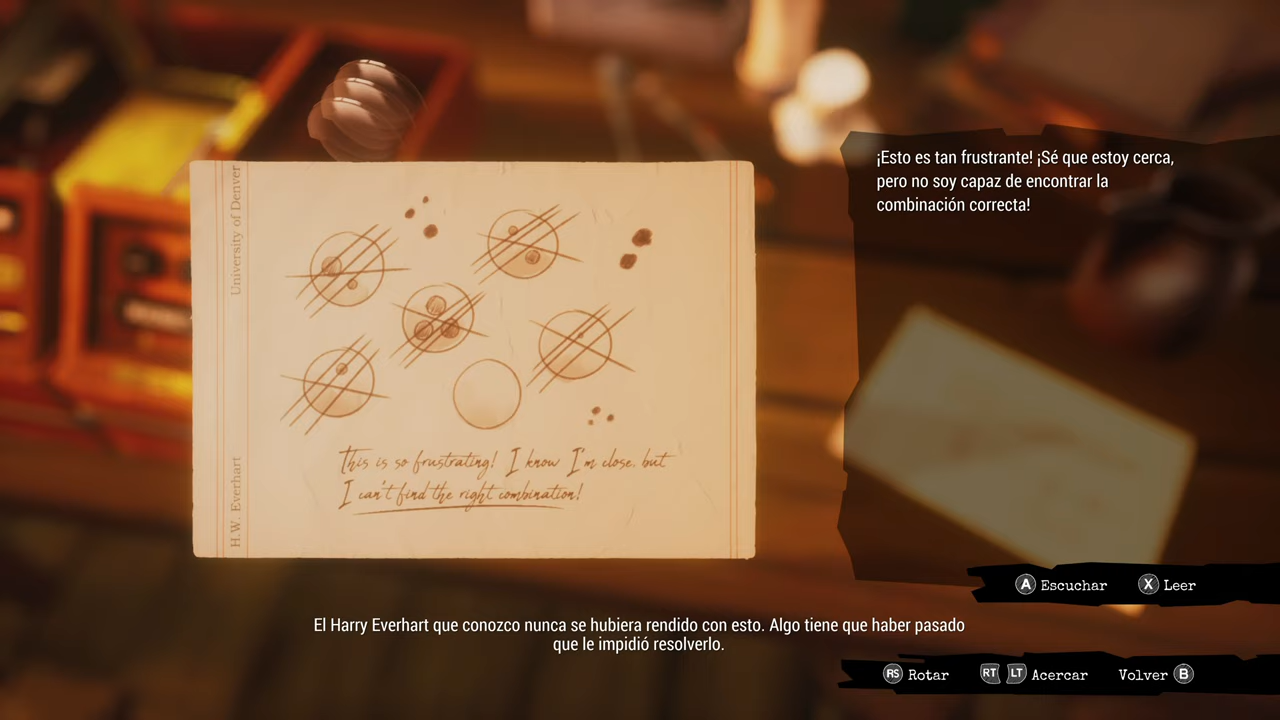 University of Denver
H.W. Everhart
This is so frustrating! I know I'm close. but
I can't find the right combination!
¡Esto es tan frustrante! ¡Sé que estoy cerca,
pero no soy capaz de encontrar la
combinación correcta!
A Escuchar X Leer
El Harry Everhart que conozco nunca se hubiera rendido con esto. Algo tiene que haber pasado
que le impidió resolverlo.
RS Rotar RT LT Acercar Volver B